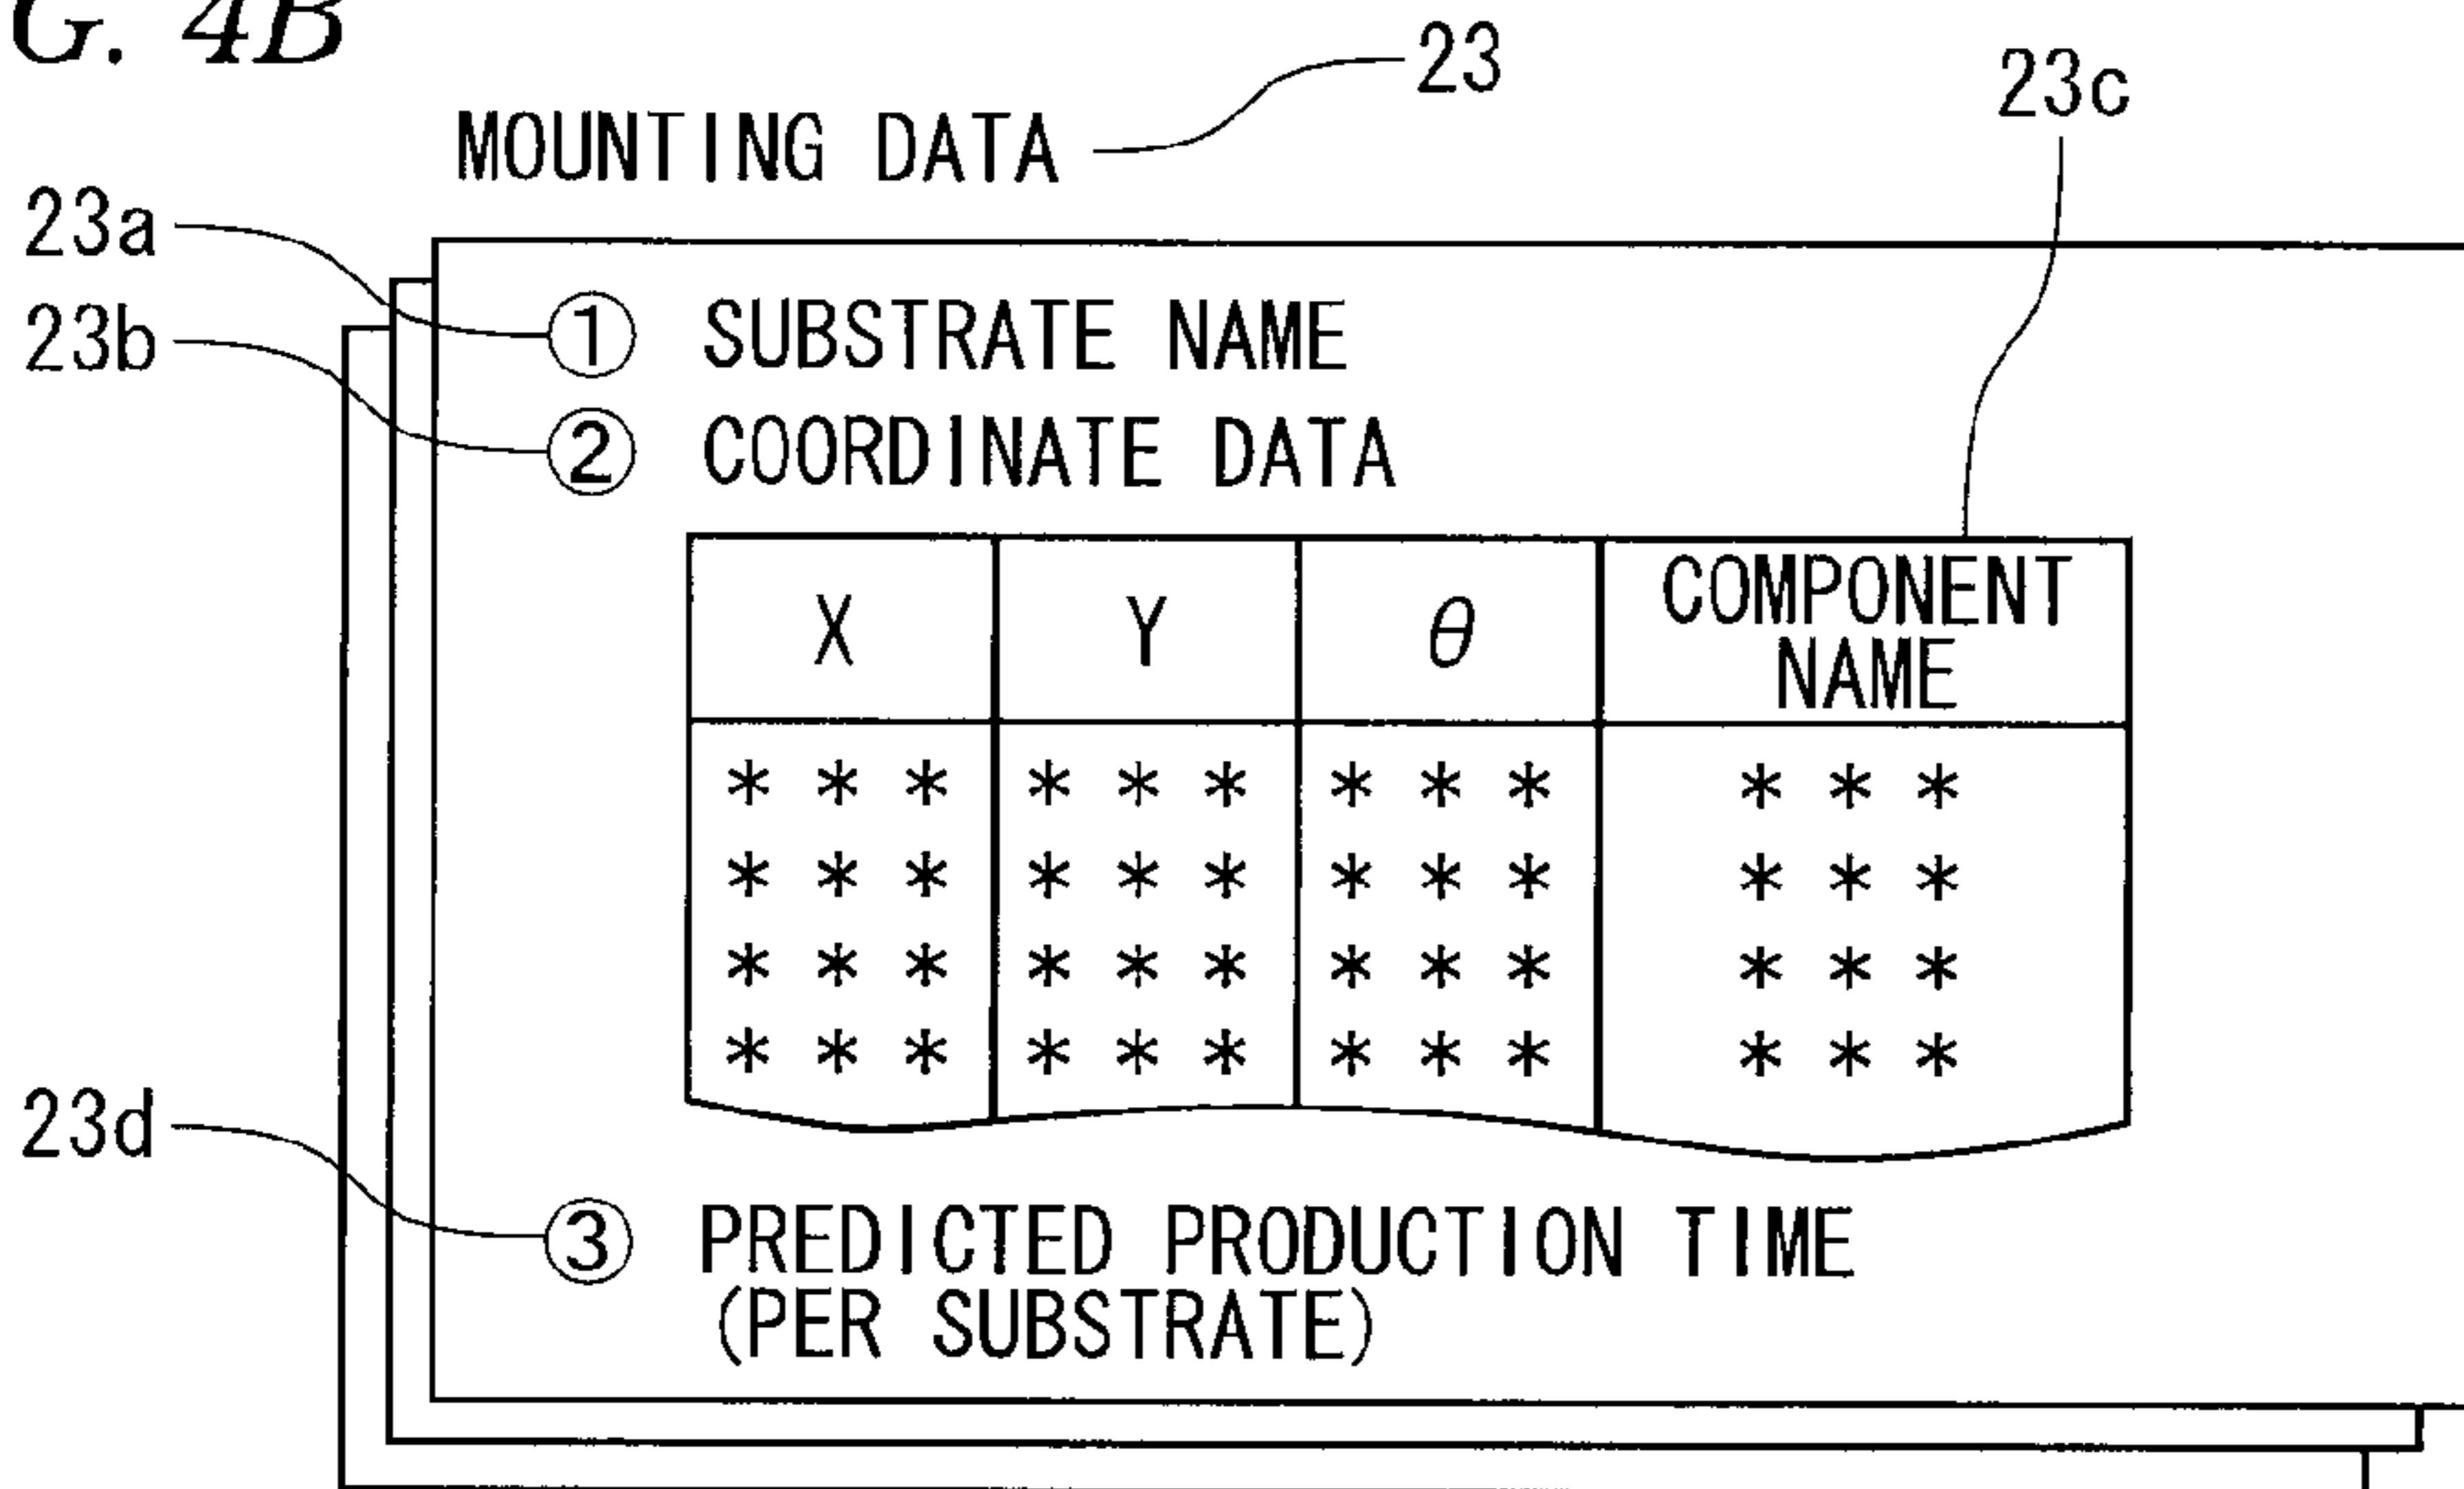 G. 4B
23
23c
MOUNTING DATA
23a
① SUBSTRATE NAME
23b
② COORDINATE DATA
X Y θ COMPONENT NAME
* * * * * * * * * * * *
* * * * * * * * * * * *
* * * * * * * * * * * *
* * * * * * * * * * * *
23d
③ PREDICTED PRODUCTION TIME
(PER SUBSTRATE)